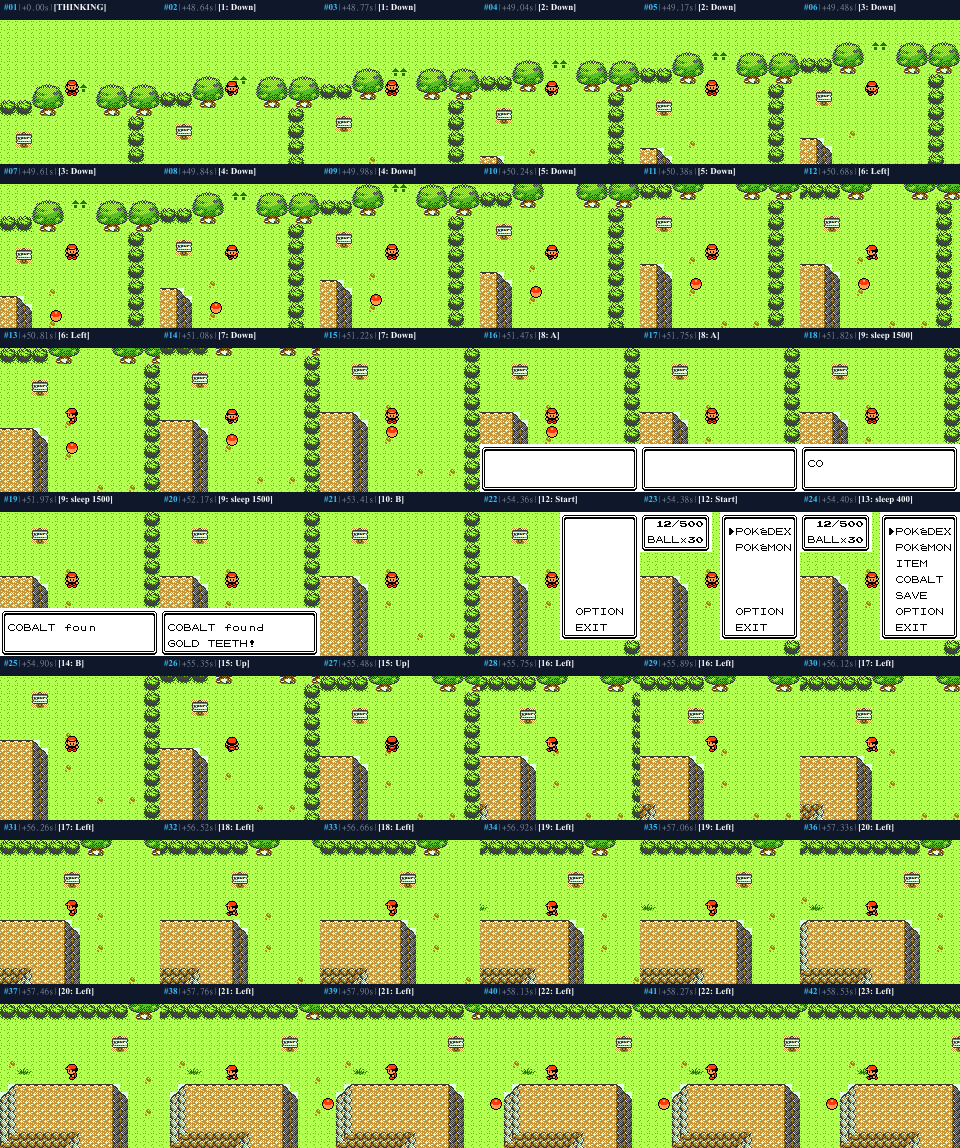 #01|+0.00s|[THINKING]
#02|+48.64s|[1: Down]
#03|+48.77s|[1: Down]
#04|+49.04s|[2: Down]
#05|+49.17s|[2: Down]
#06|+49.48s|[3: Down]
#07|+49.61s|[3: Down]
#08|+49.84s|[4: Down]
#09|+49.98s|[4: Down]
#10|+50.24s|[5: Down]
#11|+50.38s|[5: Down]
#12|+50.68s|[6: Left]
#13|+50.81s|[6: Left]
#14|+51.08s|[7: Down]
#15|+51.22s|[7: Down]
#16|+51.47s|[8: A]
#17|+51.75s|[8: A]
#18|+51.82s|[9: sleep 1500]
CO
#19|+51.97s|[9: sleep 1500]
#20|+52.17s|[9: sleep 1500]
#21|+53.41s|[10: B]
#22|+54.36s|[12: Start]
#23|+54.38s|[12: Start]
#24|+54.40s|[13: sleep 400]
COBALT foun
COBALT found
GOLD TEETH!
OPTION
EXIT
12/500
BALL×30
POKéDEX
POKéMON
OPTION
EXIT
12/500
BALL×30
POKéDEX
POKéMON
ITEM
COBALT
SAVE
OPTION
EXIT
#25|+54.90s|[14: B]
#26|+55.35s|[15: Up]
#27|+55.48s|[15: Up]
#28|+55.75s|[16: Left]
#29|+55.89s|[16: Left]
#30|+56.12s|[17: Left]
#31|+56.26s|[17: Left]
#32|+56.52s|[18: Left]
#33|+56.66s|[18: Left]
#34|+56.92s|[19: Left]
#35|+57.06s|[19: Left]
#36|+57.33s|[20: Left]
#37|+57.46s|[20: Left]
#38|+57.76s|[21: Left]
#39|+57.90s|[21: Left]
#40|+58.13s|[22: Left]
#41|+58.27s|[22: Left]
#42|+58.53s|[23: Left]